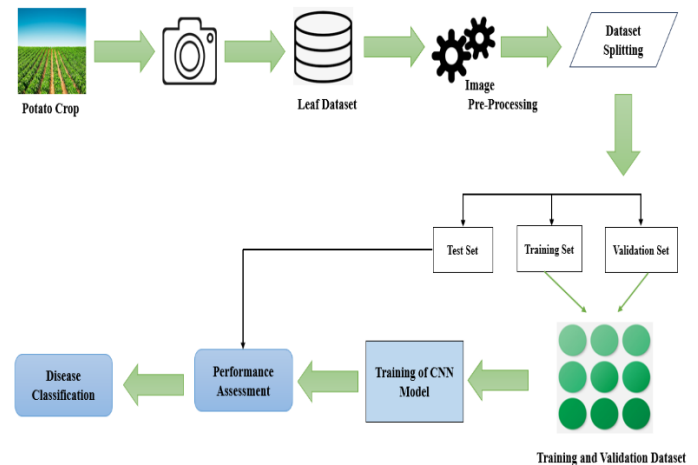 Dataset
Splitting
Potato Crop
Leaf Dataset
Image
Pre-Processing
Test Set
Training Set
Validation Set
Disease
Classification
Performance
Assessment
Training of CNN
Model
Training and Validation Dataset